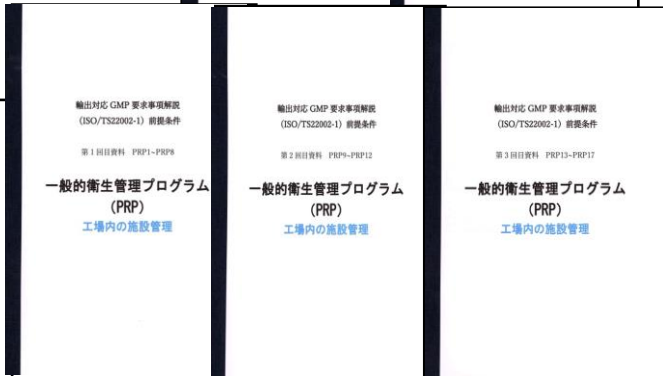 輸出対応 GMP 要求事項解説
(ISO/TS22002-1) 前提条件
第1回目資料 PRP1~PRP8
一般的衛生管理プログラム
(PRP)
工場内の施設管理
輸出対応 GMP 要求事項解説
(ISO/TS22002-1) 前提条件
第2回目資料 PRP9~PRP12
一般的衛生管理プログラム
(PRP)
工場内の施設管理
輸出対応 GMP 要求事項解説
(ISO/TS22002-1) 前提条件
第3回目資料 PRP13~PRP17
一般的衛生管理プログラム
(PRP)
工場内の施設管理